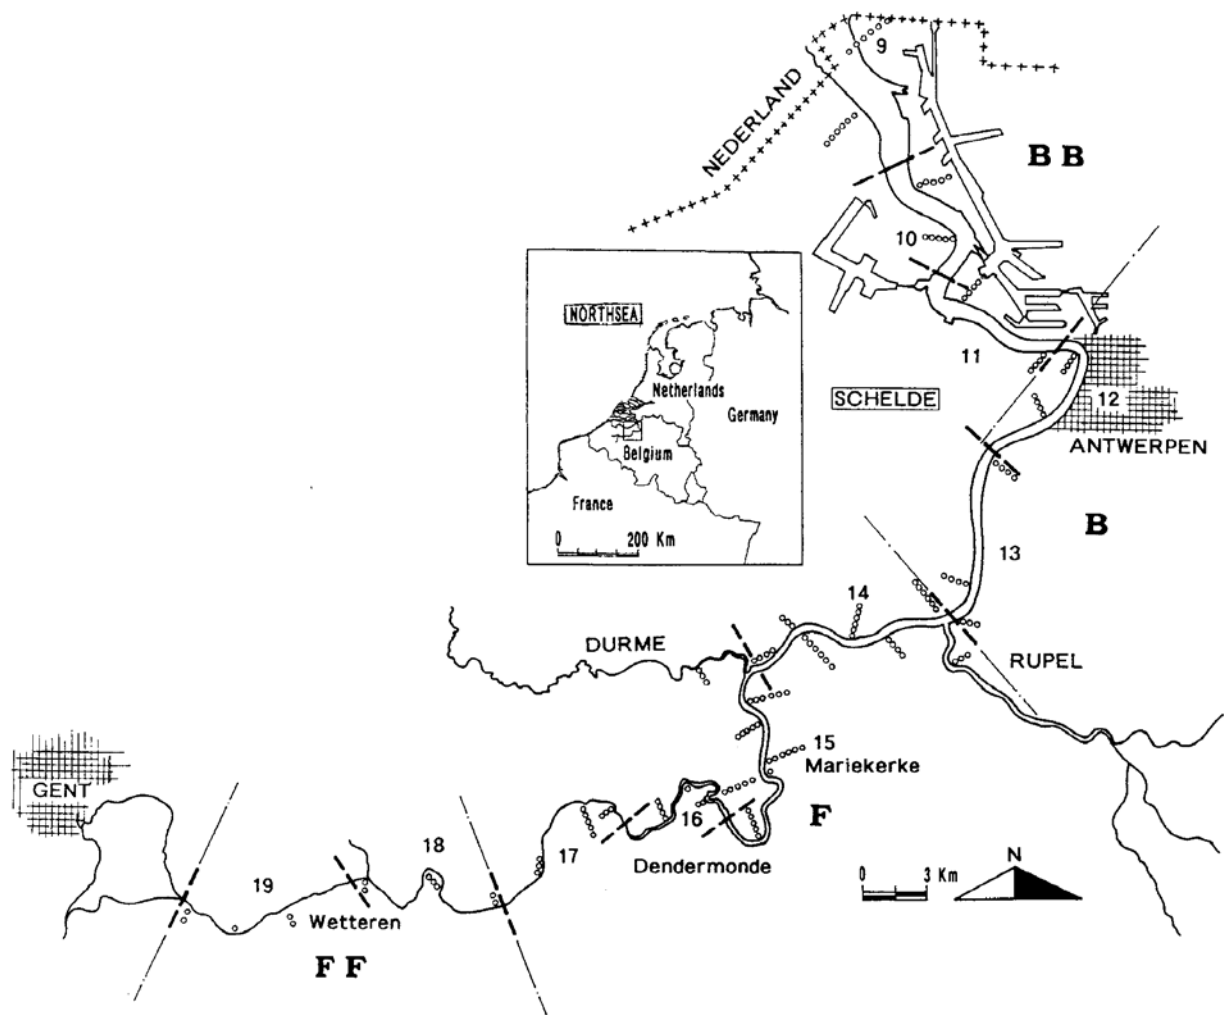 9
NEDERLAND
B B
10
NORTHSEA
11
SCHELDE
12
Netherlands
Germany
ANTWERPEN
Belgium
France
B
0 200 Km
13
14
DURME
RUPEL
15
Mariekerke
GENT
16
F
17
18
Dendermonde
N
0 3 Km
19
Wetteren
F F